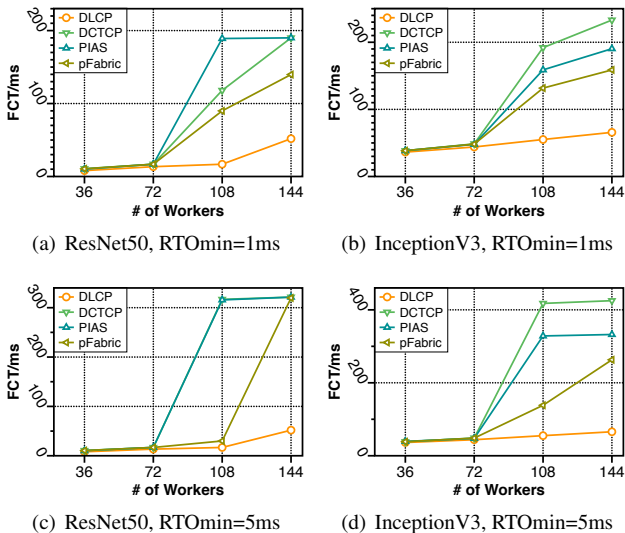 200
100
0
FCT/ms
DLCP
DCTCP
PIAS
pFabric
36 72 108 144
# of Workers
(a) ResNet50, RTOmin=1ms
200
100
0
FCT/ms
DLCP
DCTCP
PIAS
pFabric
36 72 108 144
# of Workers
(b) InceptionV3, RTOmin=1ms
300
200
100
0
FCT/ms
DLCP
DCTCP
PIAS
pFabric
36 72 108 144
# of Workers
(c) ResNet50, RTOmin=5ms
400
200
0
FCT/ms
DLCP
DCTCP
PIAS
pFabric
36 72 108 144
# of Workers
(d) InceptionV3, RTOmin=5ms